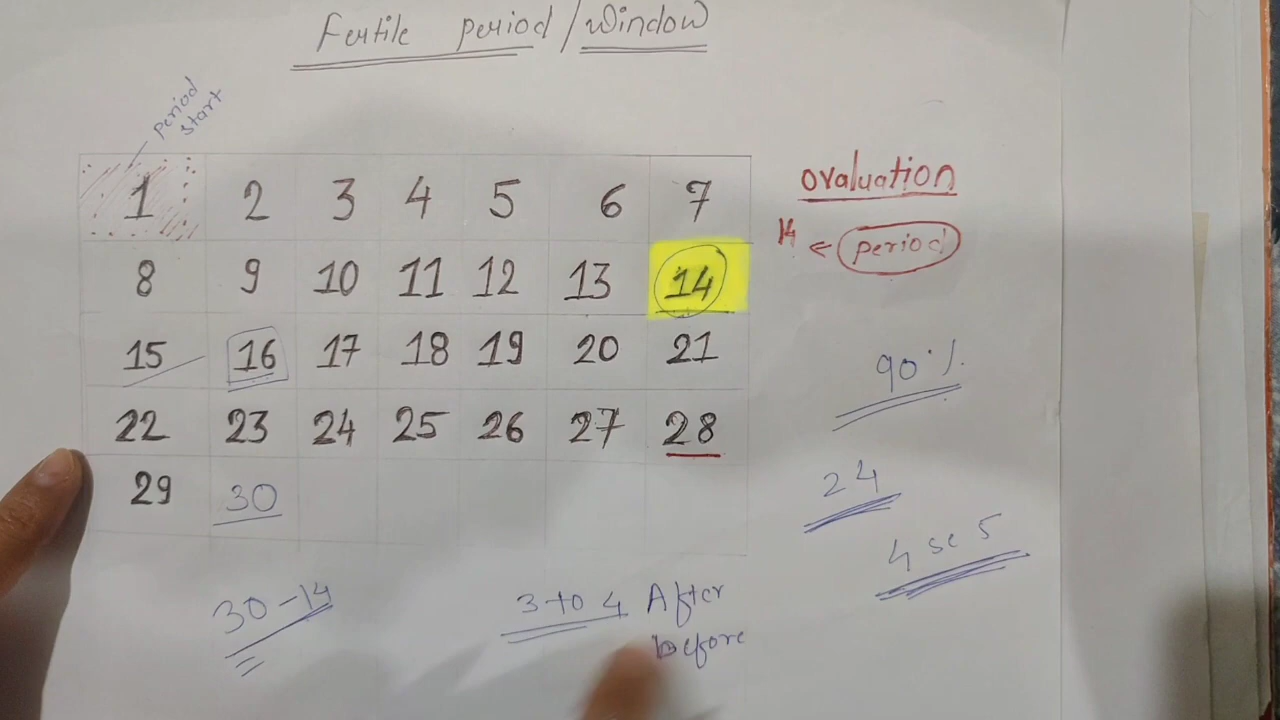 Fertile period / Window
period
start
1 2 3 4 5 6 7
8 9 10 11 12 13 14
15 16 17 18 19 20 21
22 23 24 25 26 27 28
29 30
ovaluation
14 ← period
90%
24
4 se 5
30-14
3 to 4 After
before